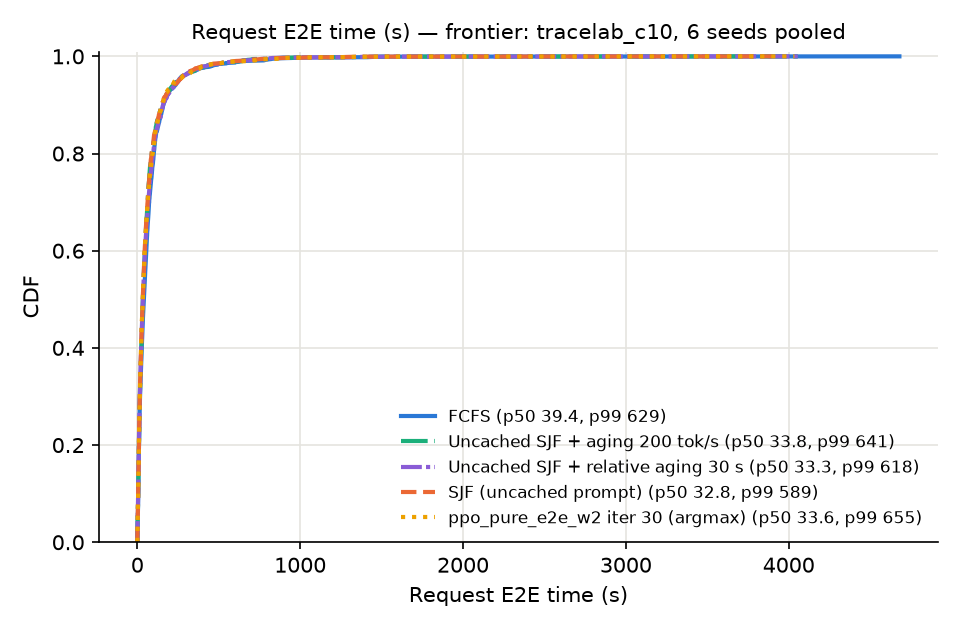 Request E2E time (s) — frontier: tracelab_c10, 6 seeds pooled
1.0
0.8
0.6
0.4
0.2
0.0
CDF
FCFS (p50 39.4, p99 629)
Uncached SJF + aging 200 tok/s (p50 33.8, p99 641)
Uncached SJF + relative aging 30 s (p50 33.3, p99 618)
SJF (uncached prompt) (p50 32.8, p99 589)
ppo_pure_e2e_w2 iter 30 (argmax) (p50 33.6, p99 655)
0 1000 2000 3000 4000
Request E2E time (s)